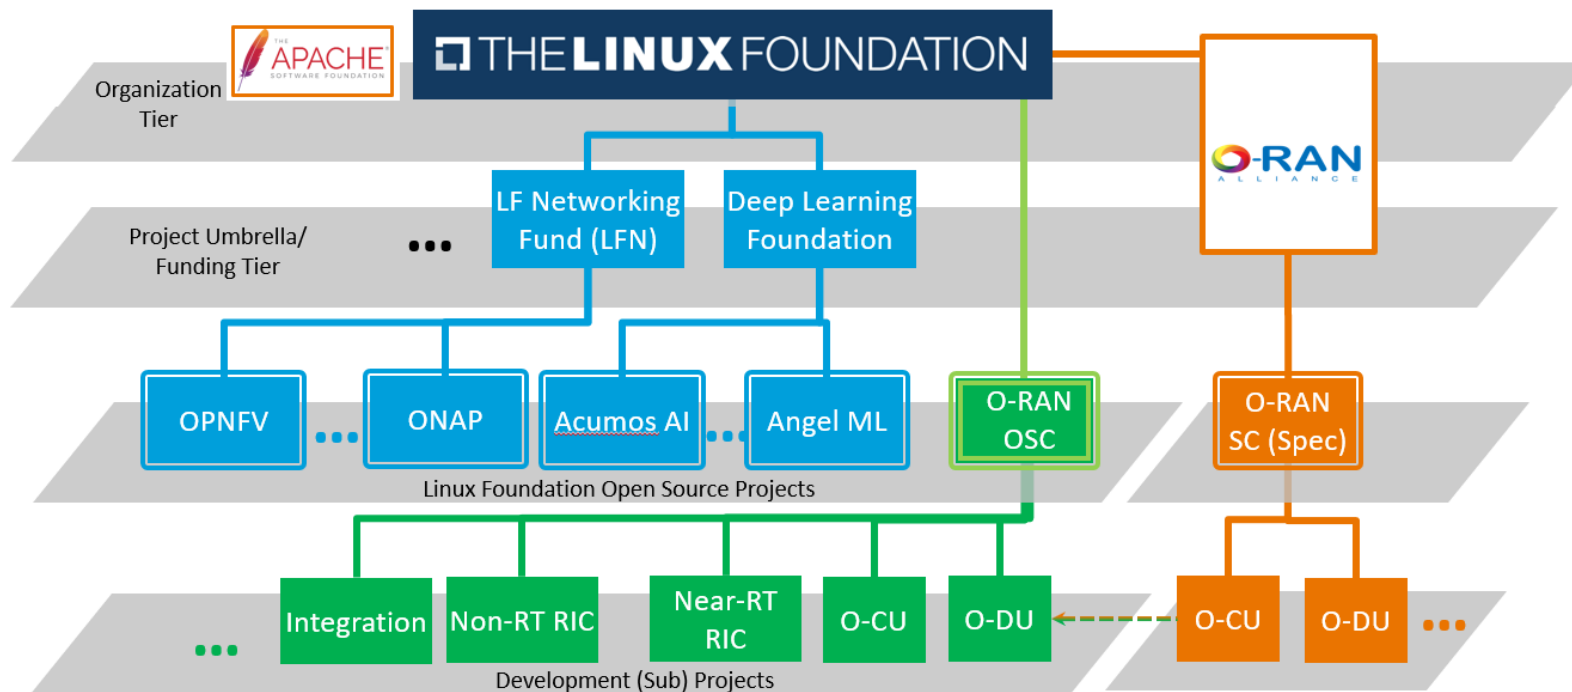 THE
APACHE
SOFTWARE FOUNDATION
THE LINUX FOUNDATION
Organization
Tier
O-RAN
ALLIANCE
LF Networking
Fund (LFN)
Deep Learning
Foundation
Project Umbrella/
Funding Tier
...
OPNFV
...
ONAP
Acumos AI
...
Angel ML
O-RAN
OSC
O-RAN
SC (Spec)
Linux Foundation Open Source Projects
...
Integration
Non-RT RIC
Near-RT
RIC
O-CU
O-DU
O-CU
O-DU
...
Development (Sub) Projects